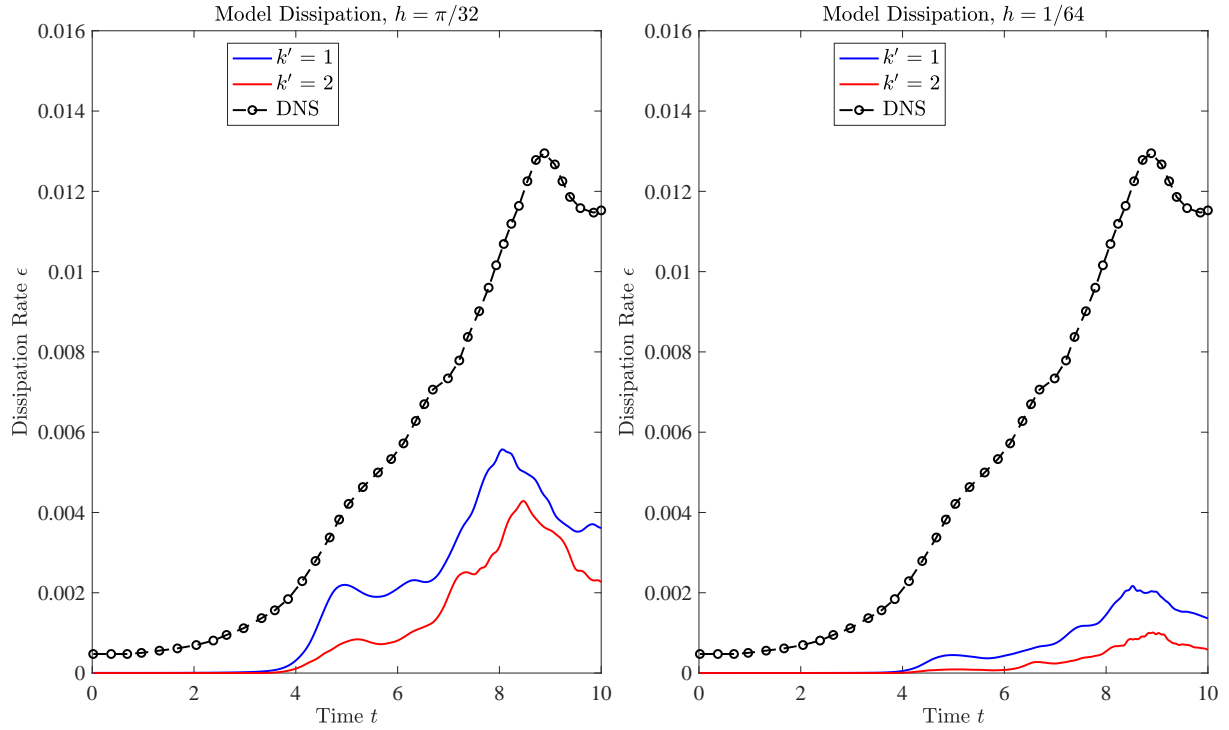 Model Dissipation, h = π/32
0.016
0.014
0.012
0.01
0.008
0.006
0.004
0.002
0
Dissipation Rate ϵ
k′ = 1
k′ = 2
DNS
0 2 4 6 8 10
Time t
Model Dissipation, h = 1/64
0.016
0.014
0.012
0.01
0.008
0.006
0.004
0.002
0
Dissipation Rate ϵ
k′ = 1
k′ = 2
DNS
0 2 4 6 8 10
Time t